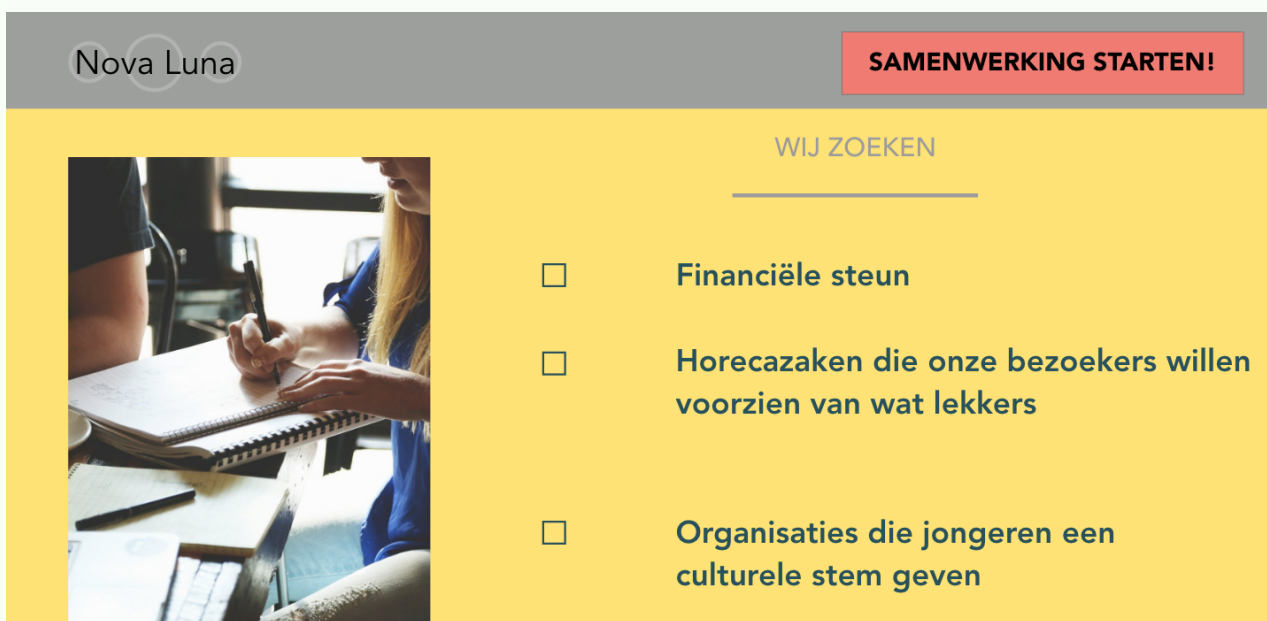 Nova Luna
SAMENWERKING STARTEN!
WIJ ZOEKEN
Financiële steun
Horecazaken die onze bezoekers willen
voorzien van wat lekkers
Organisaties die jongeren een
culturele stem geven